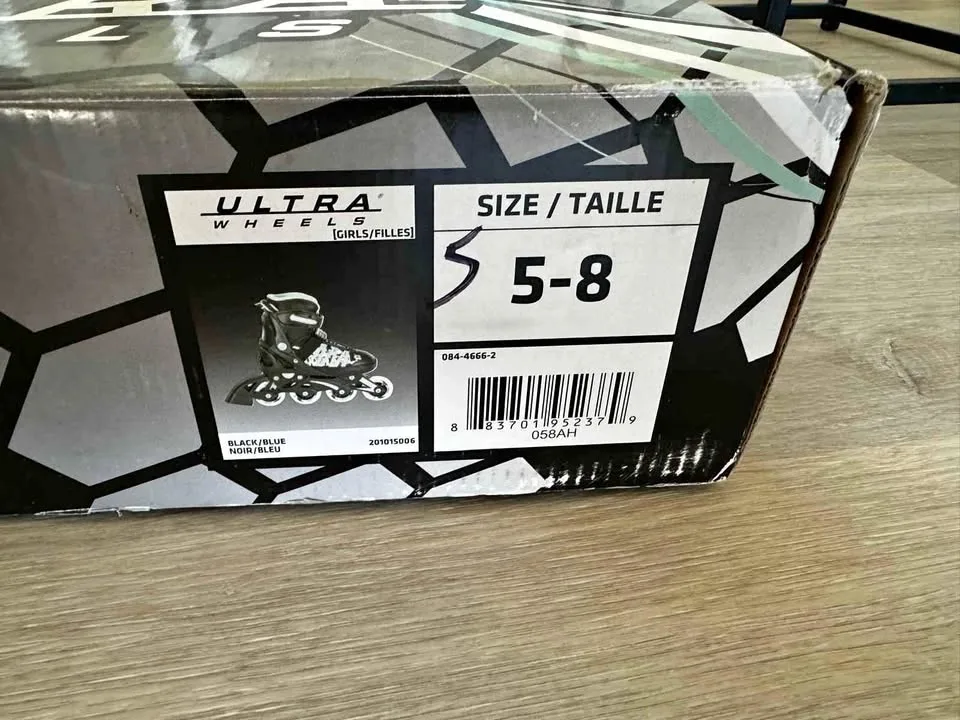 L S
ULTRA
WHEELS
[GIRLS/FILLES]
SIZE / TAILLE
5
5-8
084-4666-2
8 83701 95237 9
058AH
BLACK/BLUE
NOIR/BLEU
201015006